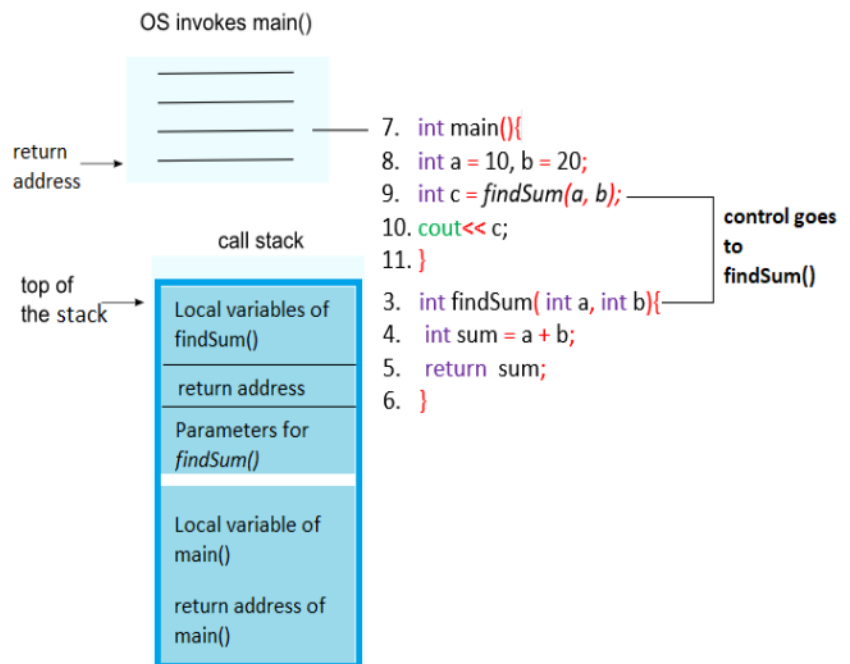 OS invokes main()
return
address
7. int main(){
8. int a = 10, b = 20;
9. int c = findSum(a, b);
10. cout<< c;
11. }
control goes
to
findSum()
call stack
top of
the stack
3. int findSum( int a, int b){
4. int sum = a + b;
5. return sum;
6. }
Local variables of
findSum()
return address
Parameters for
findSum()
Local variable of
main()
return address of
main()